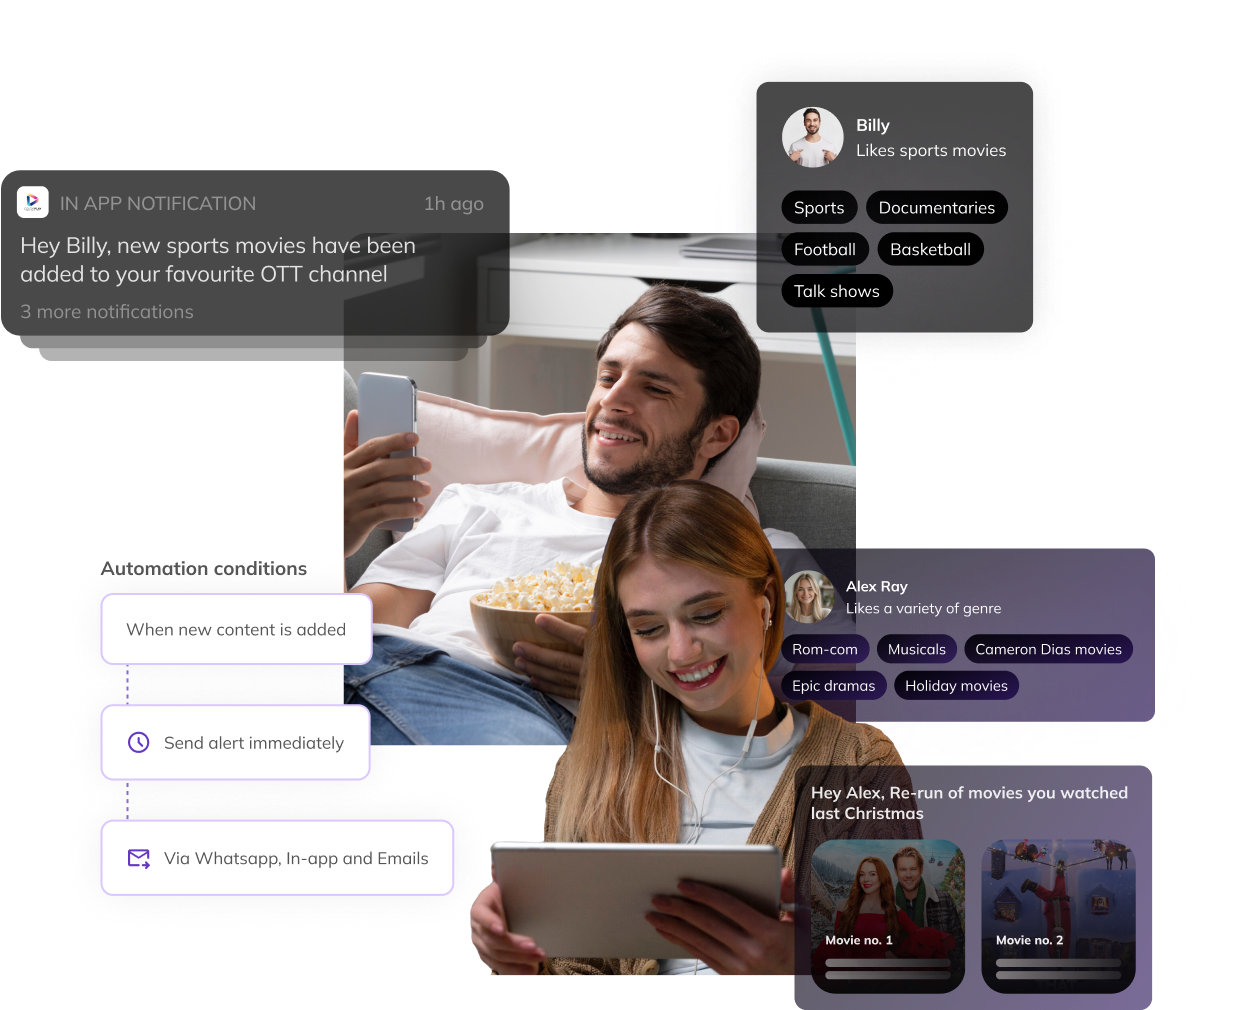 Billy
Likes sports movies
Sports
Documentaries
Football
Basketball
Talk shows
IN APP NOTIFICATION
1h ago
Hey Billy, new sports movies have been
added to your favourite OTT channel
3 more notifications
Automation conditions
When new content is added
Send alert immediately
Via Whatsapp, In-app and Emails
Alex Ray
Likes a variety of genre
Rom-com
Musicals
Cameron Dias movies
Epic dramas
Holiday movies
Hey Alex, Re-run of movies you watched
last Christmas
Movie no. 1
Movie no. 2